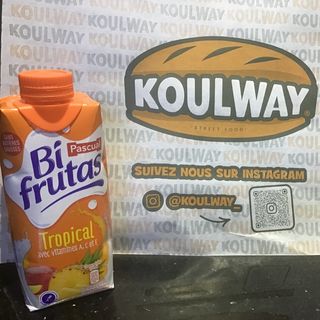 KOULWAY
STREET FOOD
SUIVEZ NOUS SUR INSTAGRAM
@KOULWAY_
Pascual
Bi
frutas
Tropical
avec vitamines A, C et E